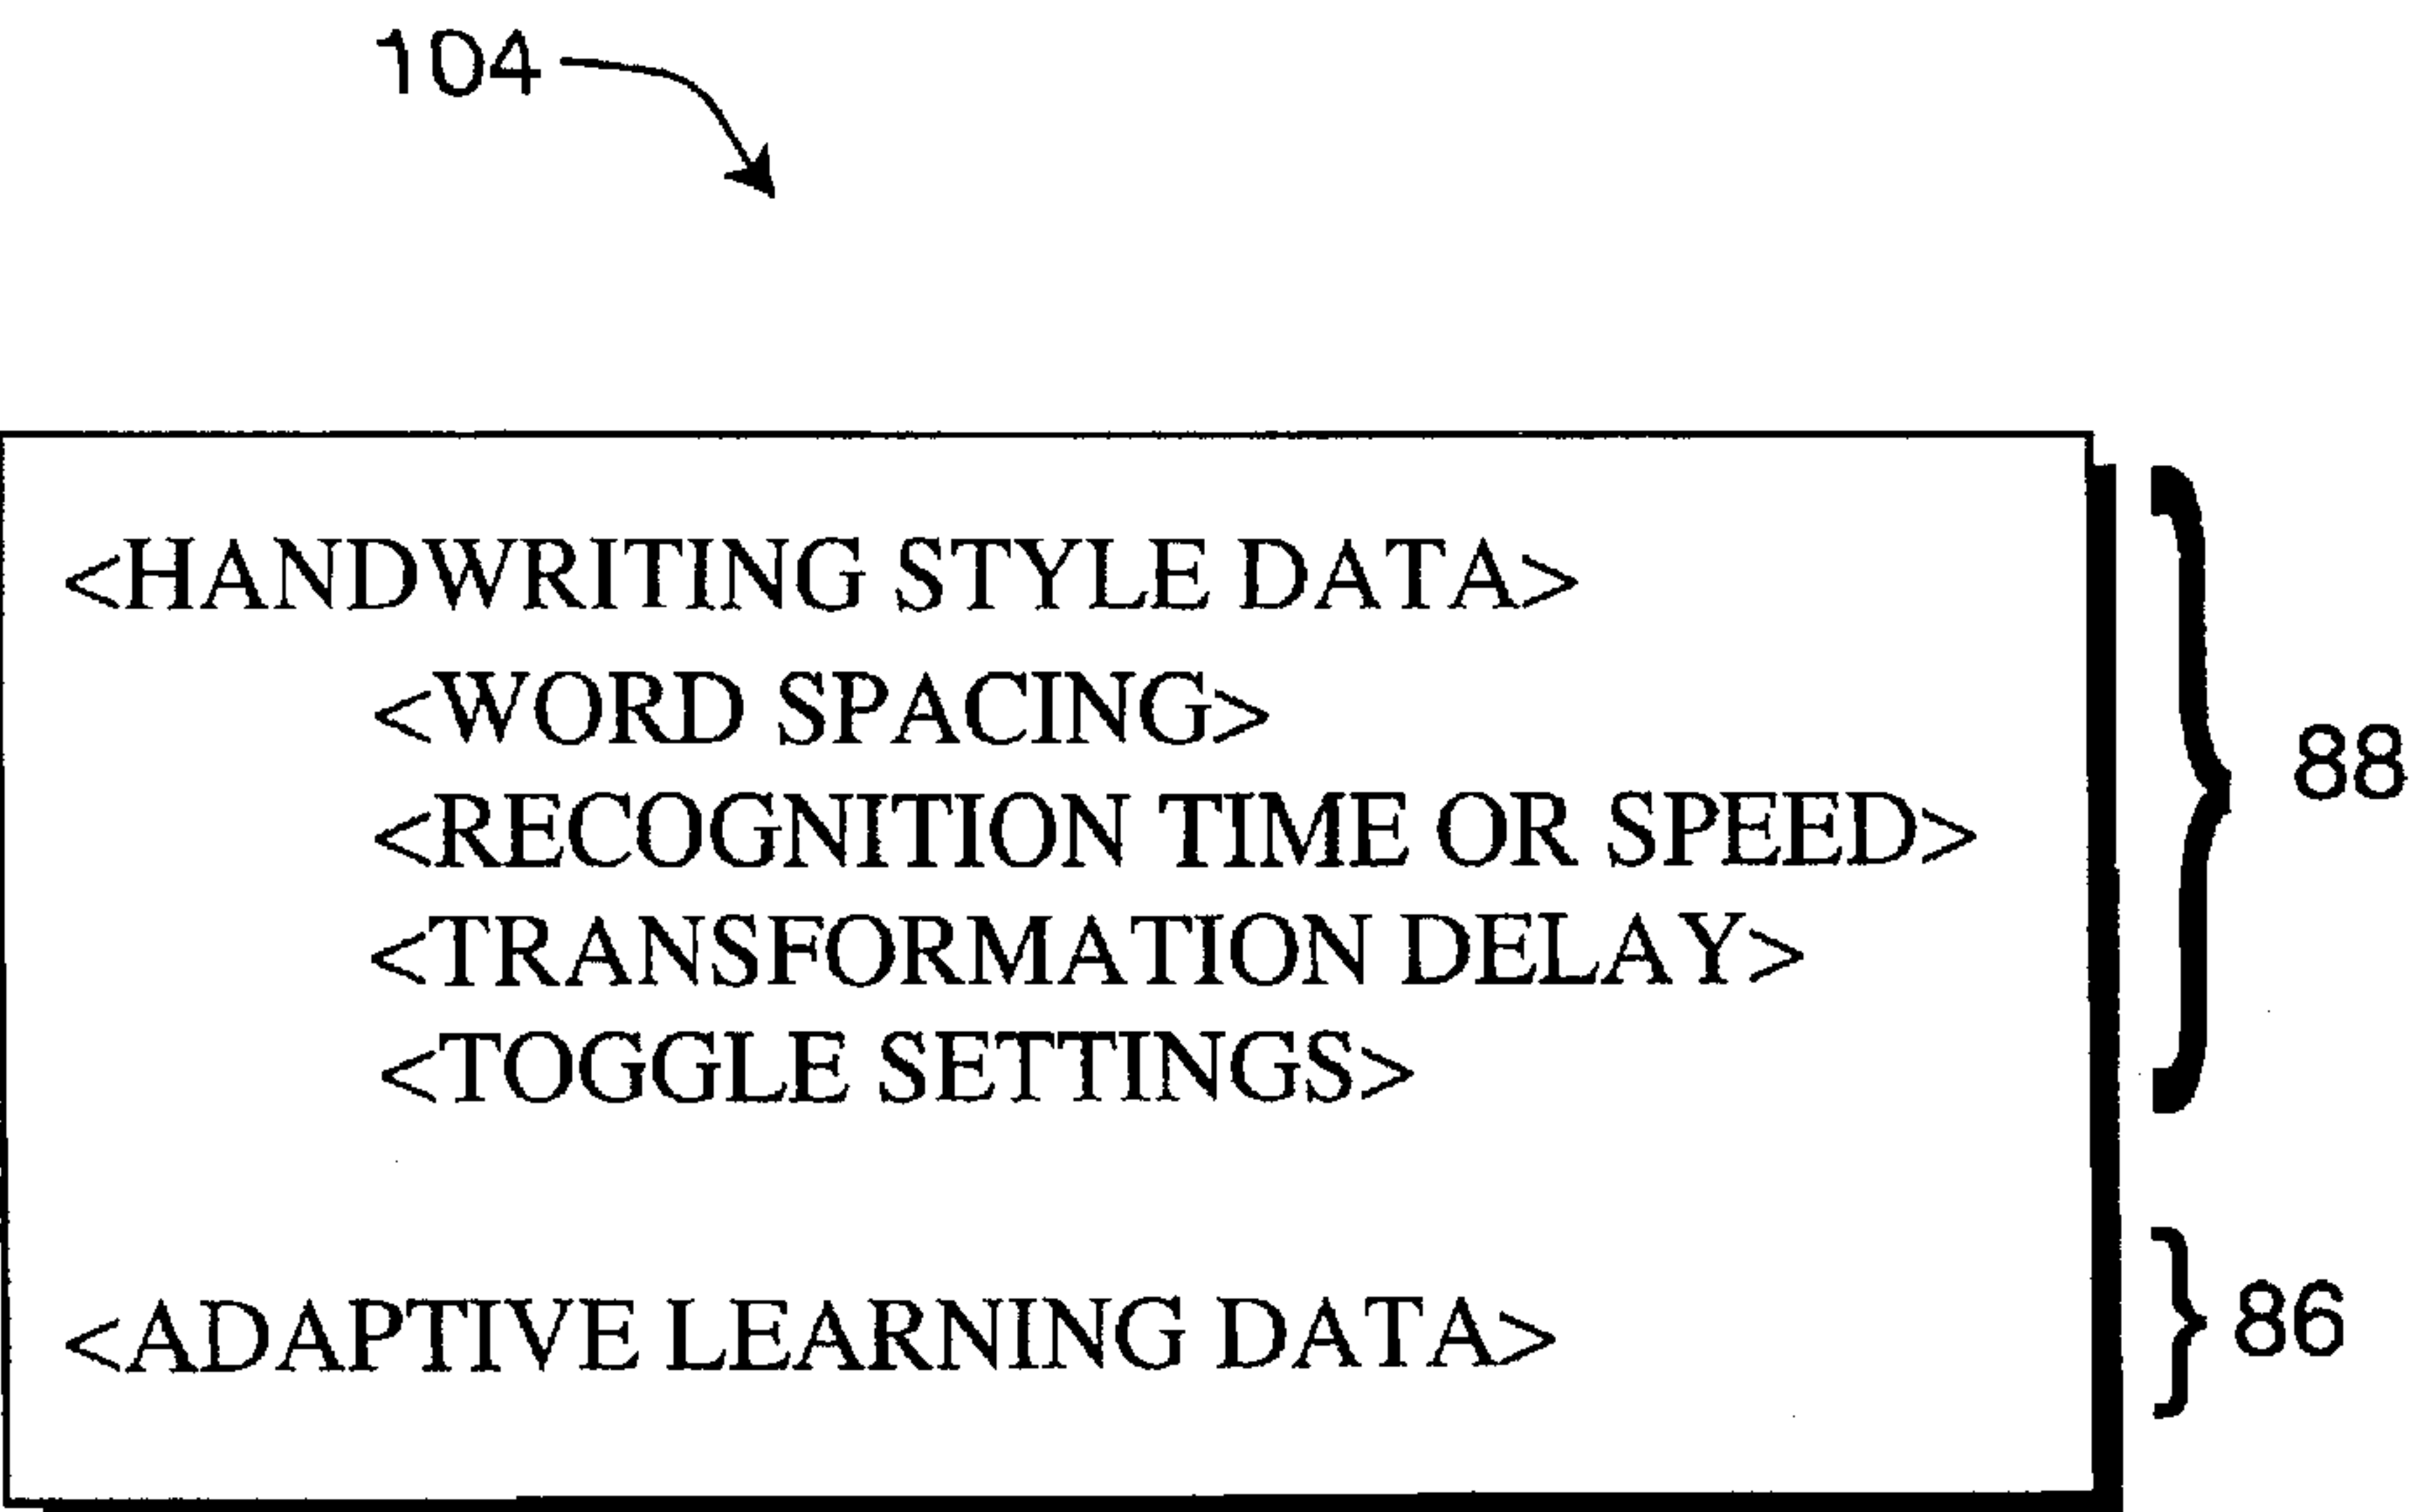 104
<HANDWRITING STYLE DATA>
<WORD SPACING>
88
<RECOGNITION TIME OR SPEED>
<TRANSFORMATION DELAY>
<TOGGLE SETTINGS>
<ADAPTIVE LEARNING DATA>
86